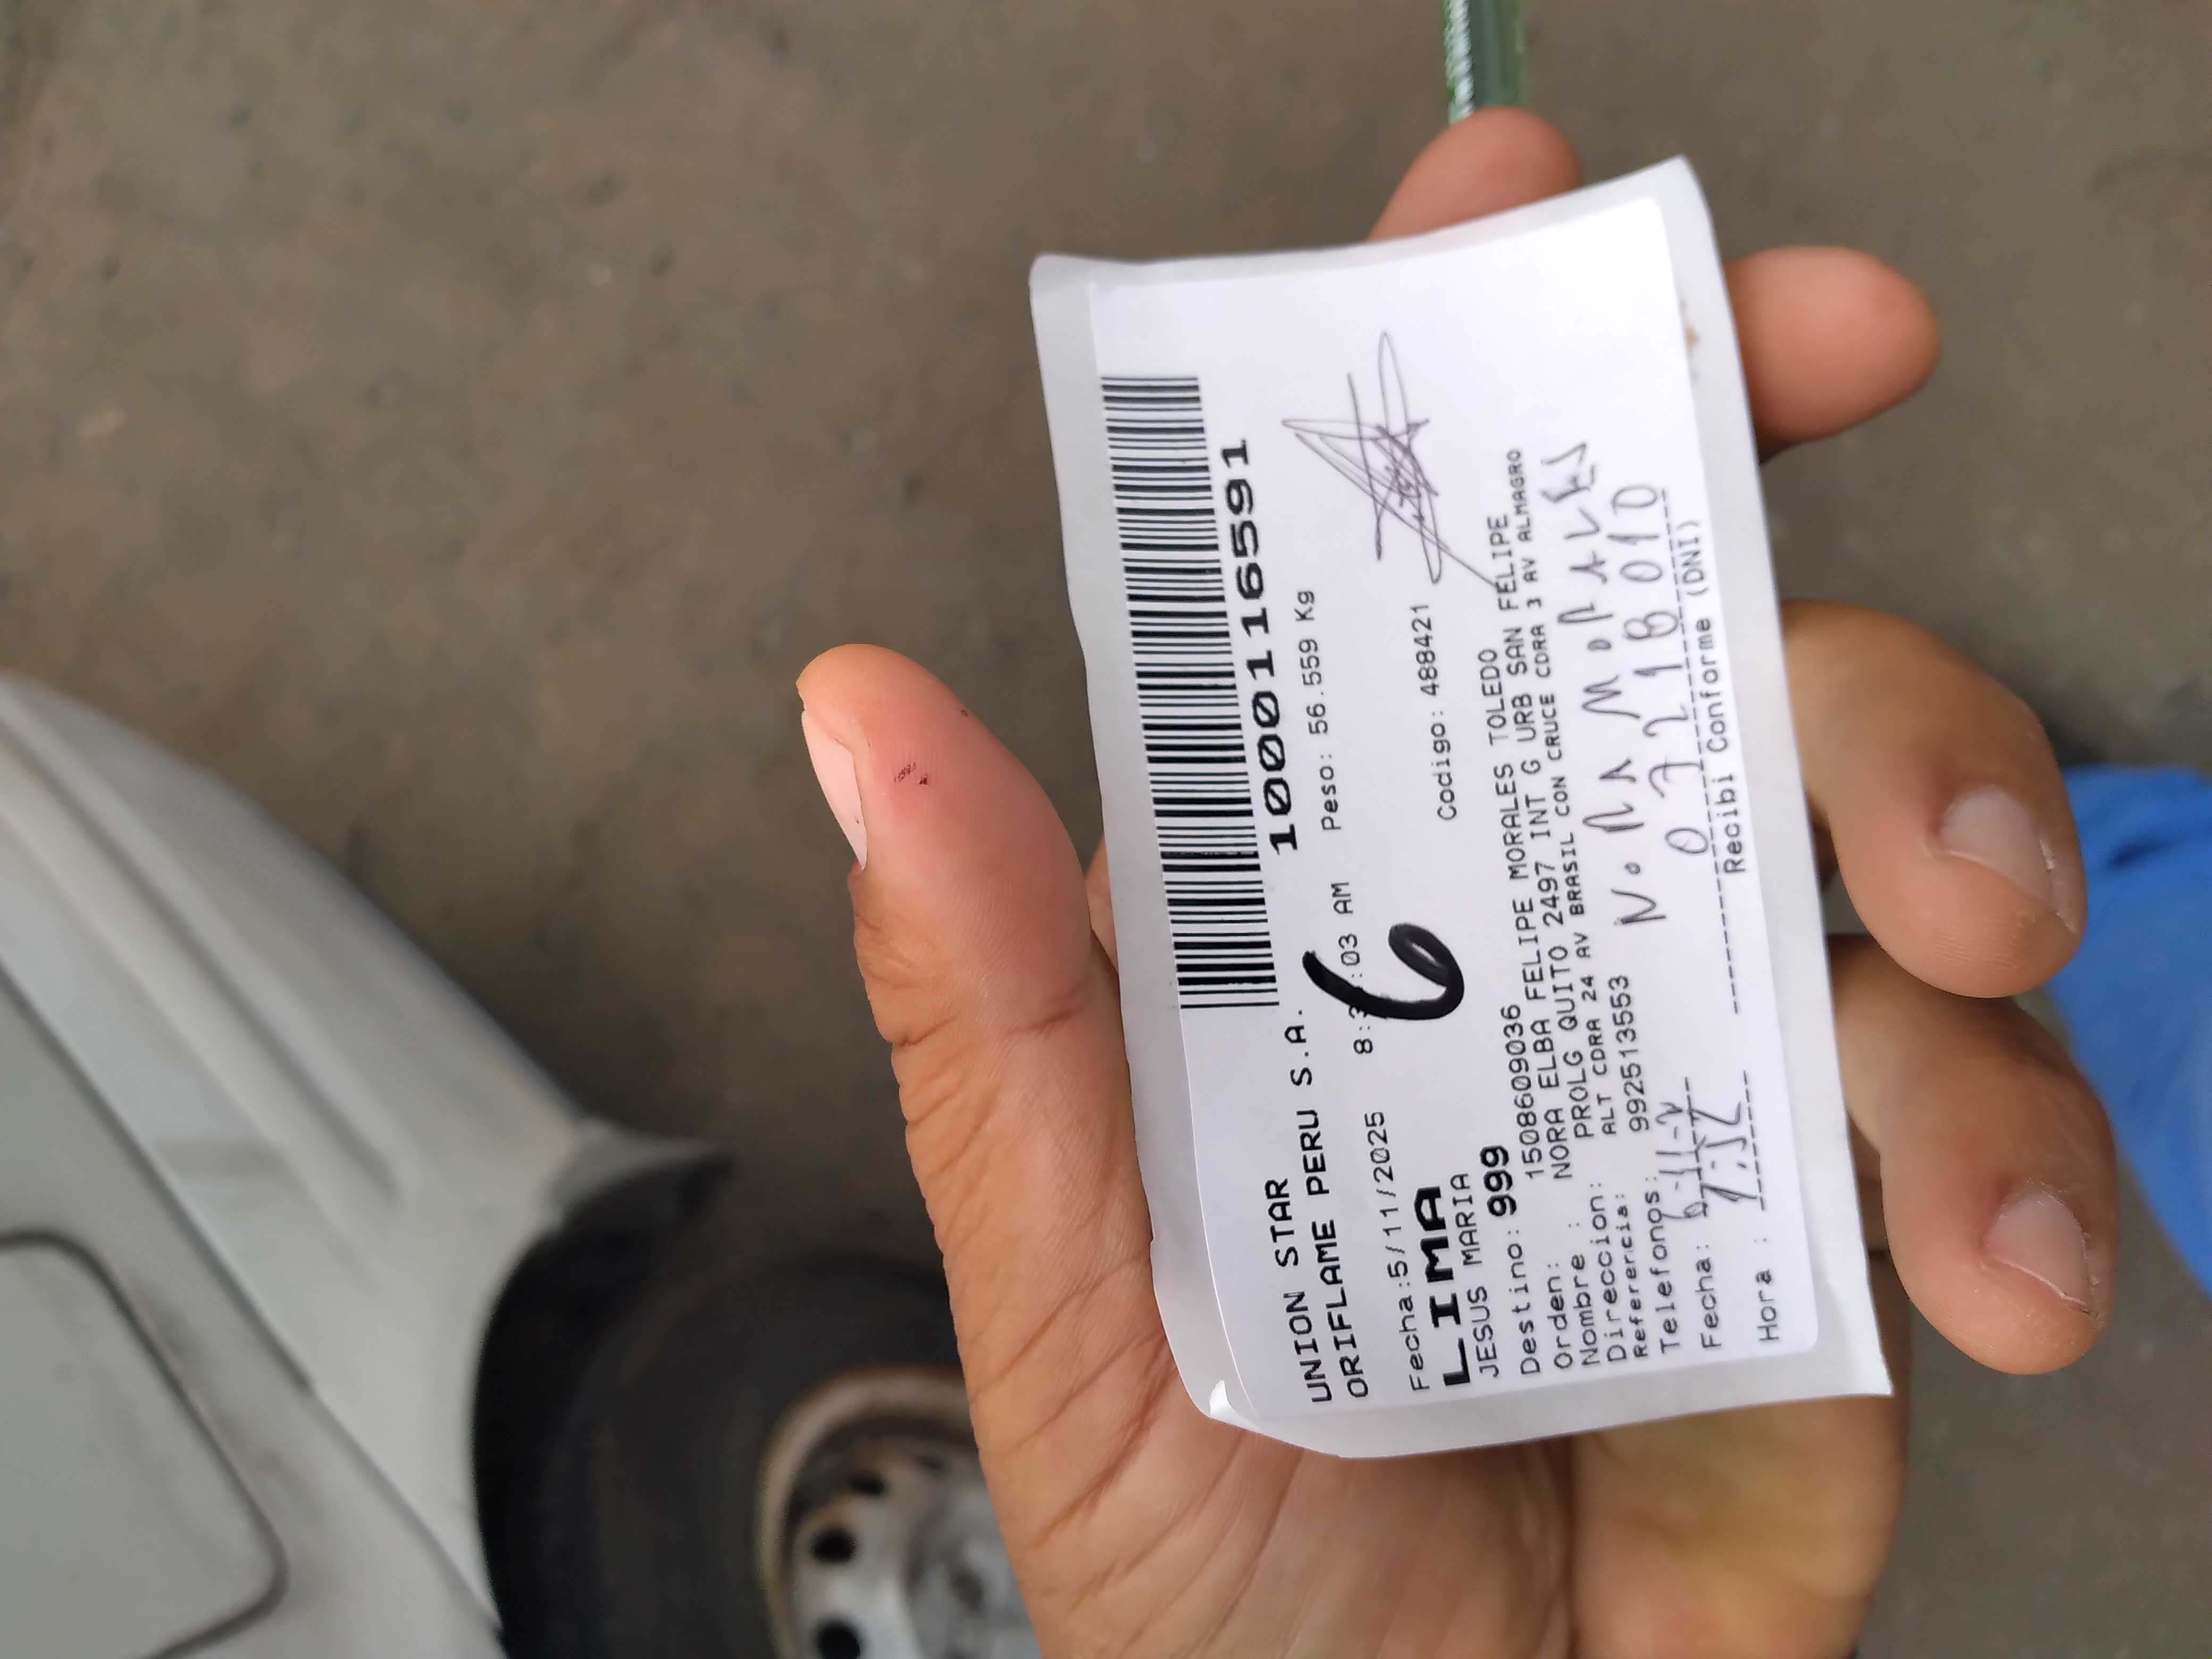 UNION STAR
ORIFLAME PERU S.A.
10001116591
Fecha:5/11/2025 8:3 :03 AM Peso: 56.559 Kg
6
LIMA
JESUS MARIA Codigo: 488421
Destino: 999
Orden: 1508609036
Nombre : NORA ELBA FELIPE FELIPE MORALES TOLEDO
Direccion: PROLG QUITO 2497 INT G URB SAN FELIPE
Referencia: ALT CDRA 24 AV BRASIL CON CRUCE CDRA 3 AV ALMAGRO
Telefonos: 992513553
NORA MORALES
Fecha:
07218010
Hora : 1:52
Recibi Conforme (DNI)